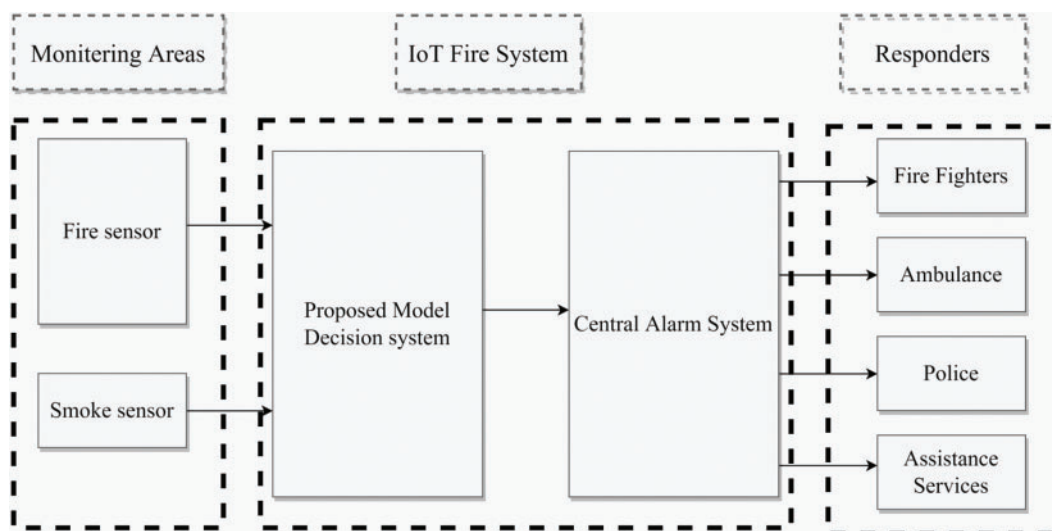 Monitering Areas
IoT Fire System
Responders
Fire sensor
Smoke sensor
Proposed Model
Decision system
Central Alarm System
Fire Fighters
Ambulance
Police
Assistance
Services